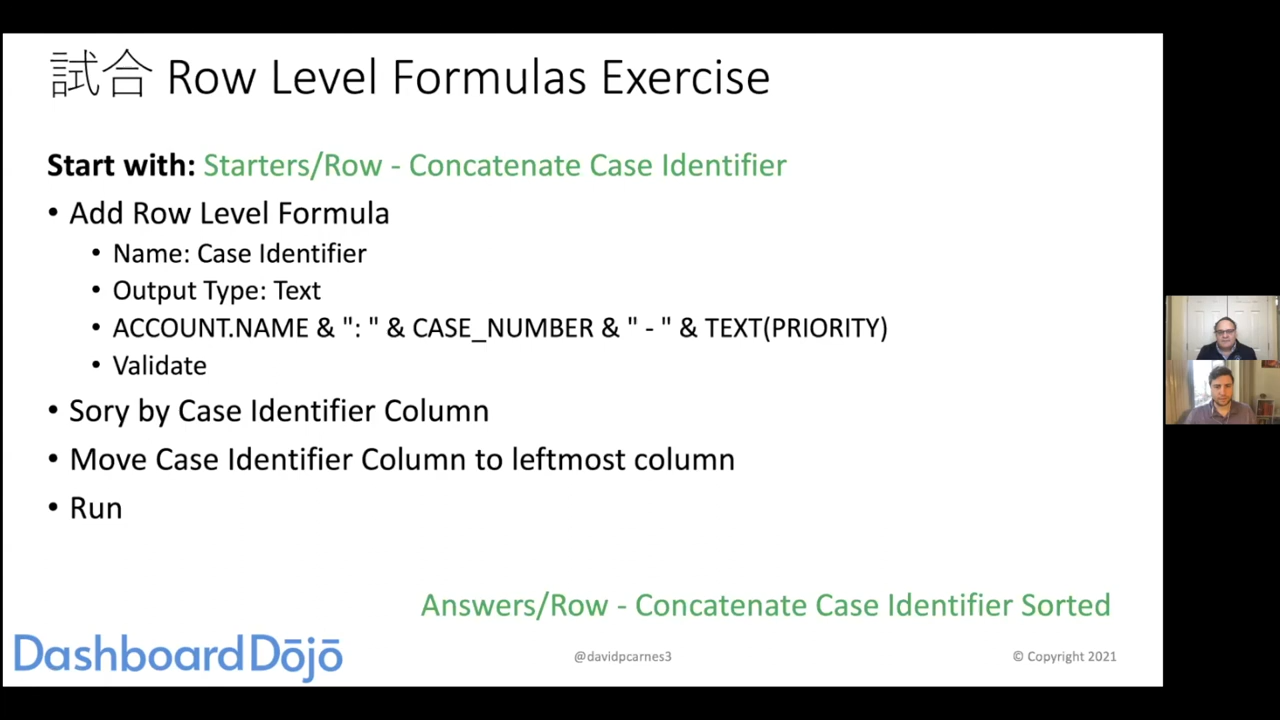 試合 Row Level Formulas Exercise
Start with: Starters/Row - Concatenate Case Identifier
• Add Row Level Formula
• Name: Case Identifier
• Output Type: Text
• ACCOUNT.NAME & ": " & CASE_NUMBER & " - " & TEXT(PRIORITY)
• Validate
• Sory by Case Identifier Column
• Move Case Identifier Column to leftmost column
• Run
Answers/Row - Concatenate Case Identifier Sorted
DashboardDōjō
@davidpcarnes3
© Copyright 2021